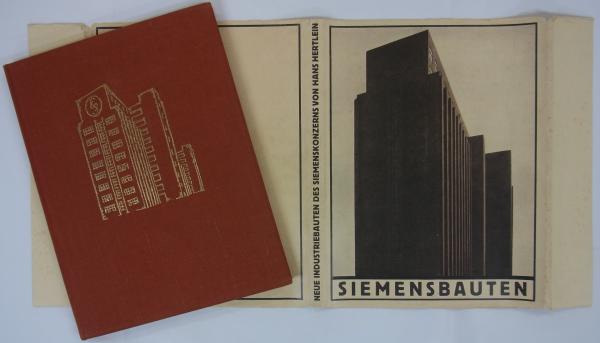 NEUE INDUSTRIEBAUTEN DES SIEMENSKONZERNS VON HANS HERTLEIN
SIEMENSBAUTEN